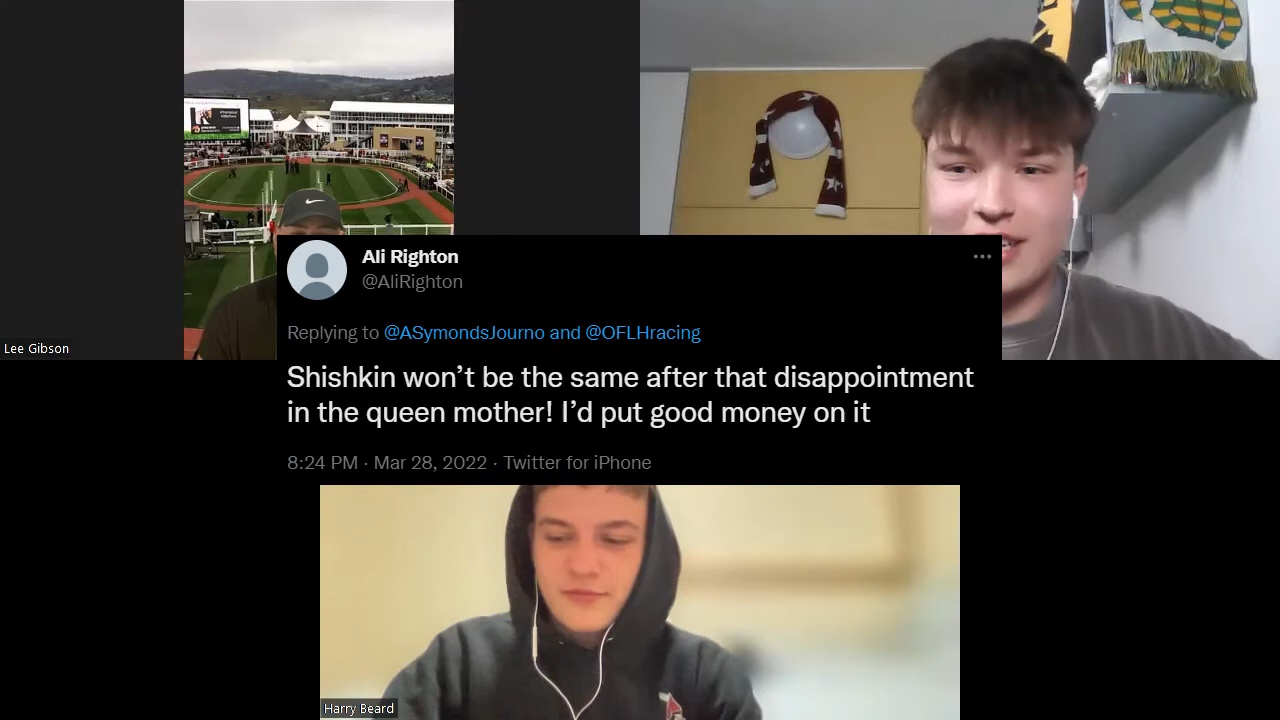 Ali Righton
@AliRighton
Replying to @ASymondsJourno and @OFLHracing
Lee Gibson
Shishkin won’t be the same after that disappointment
in the queen mother! I’d put good money on it
8:24 PM · Mar 28, 2022 · Twitter for iPhone
Harry Beard